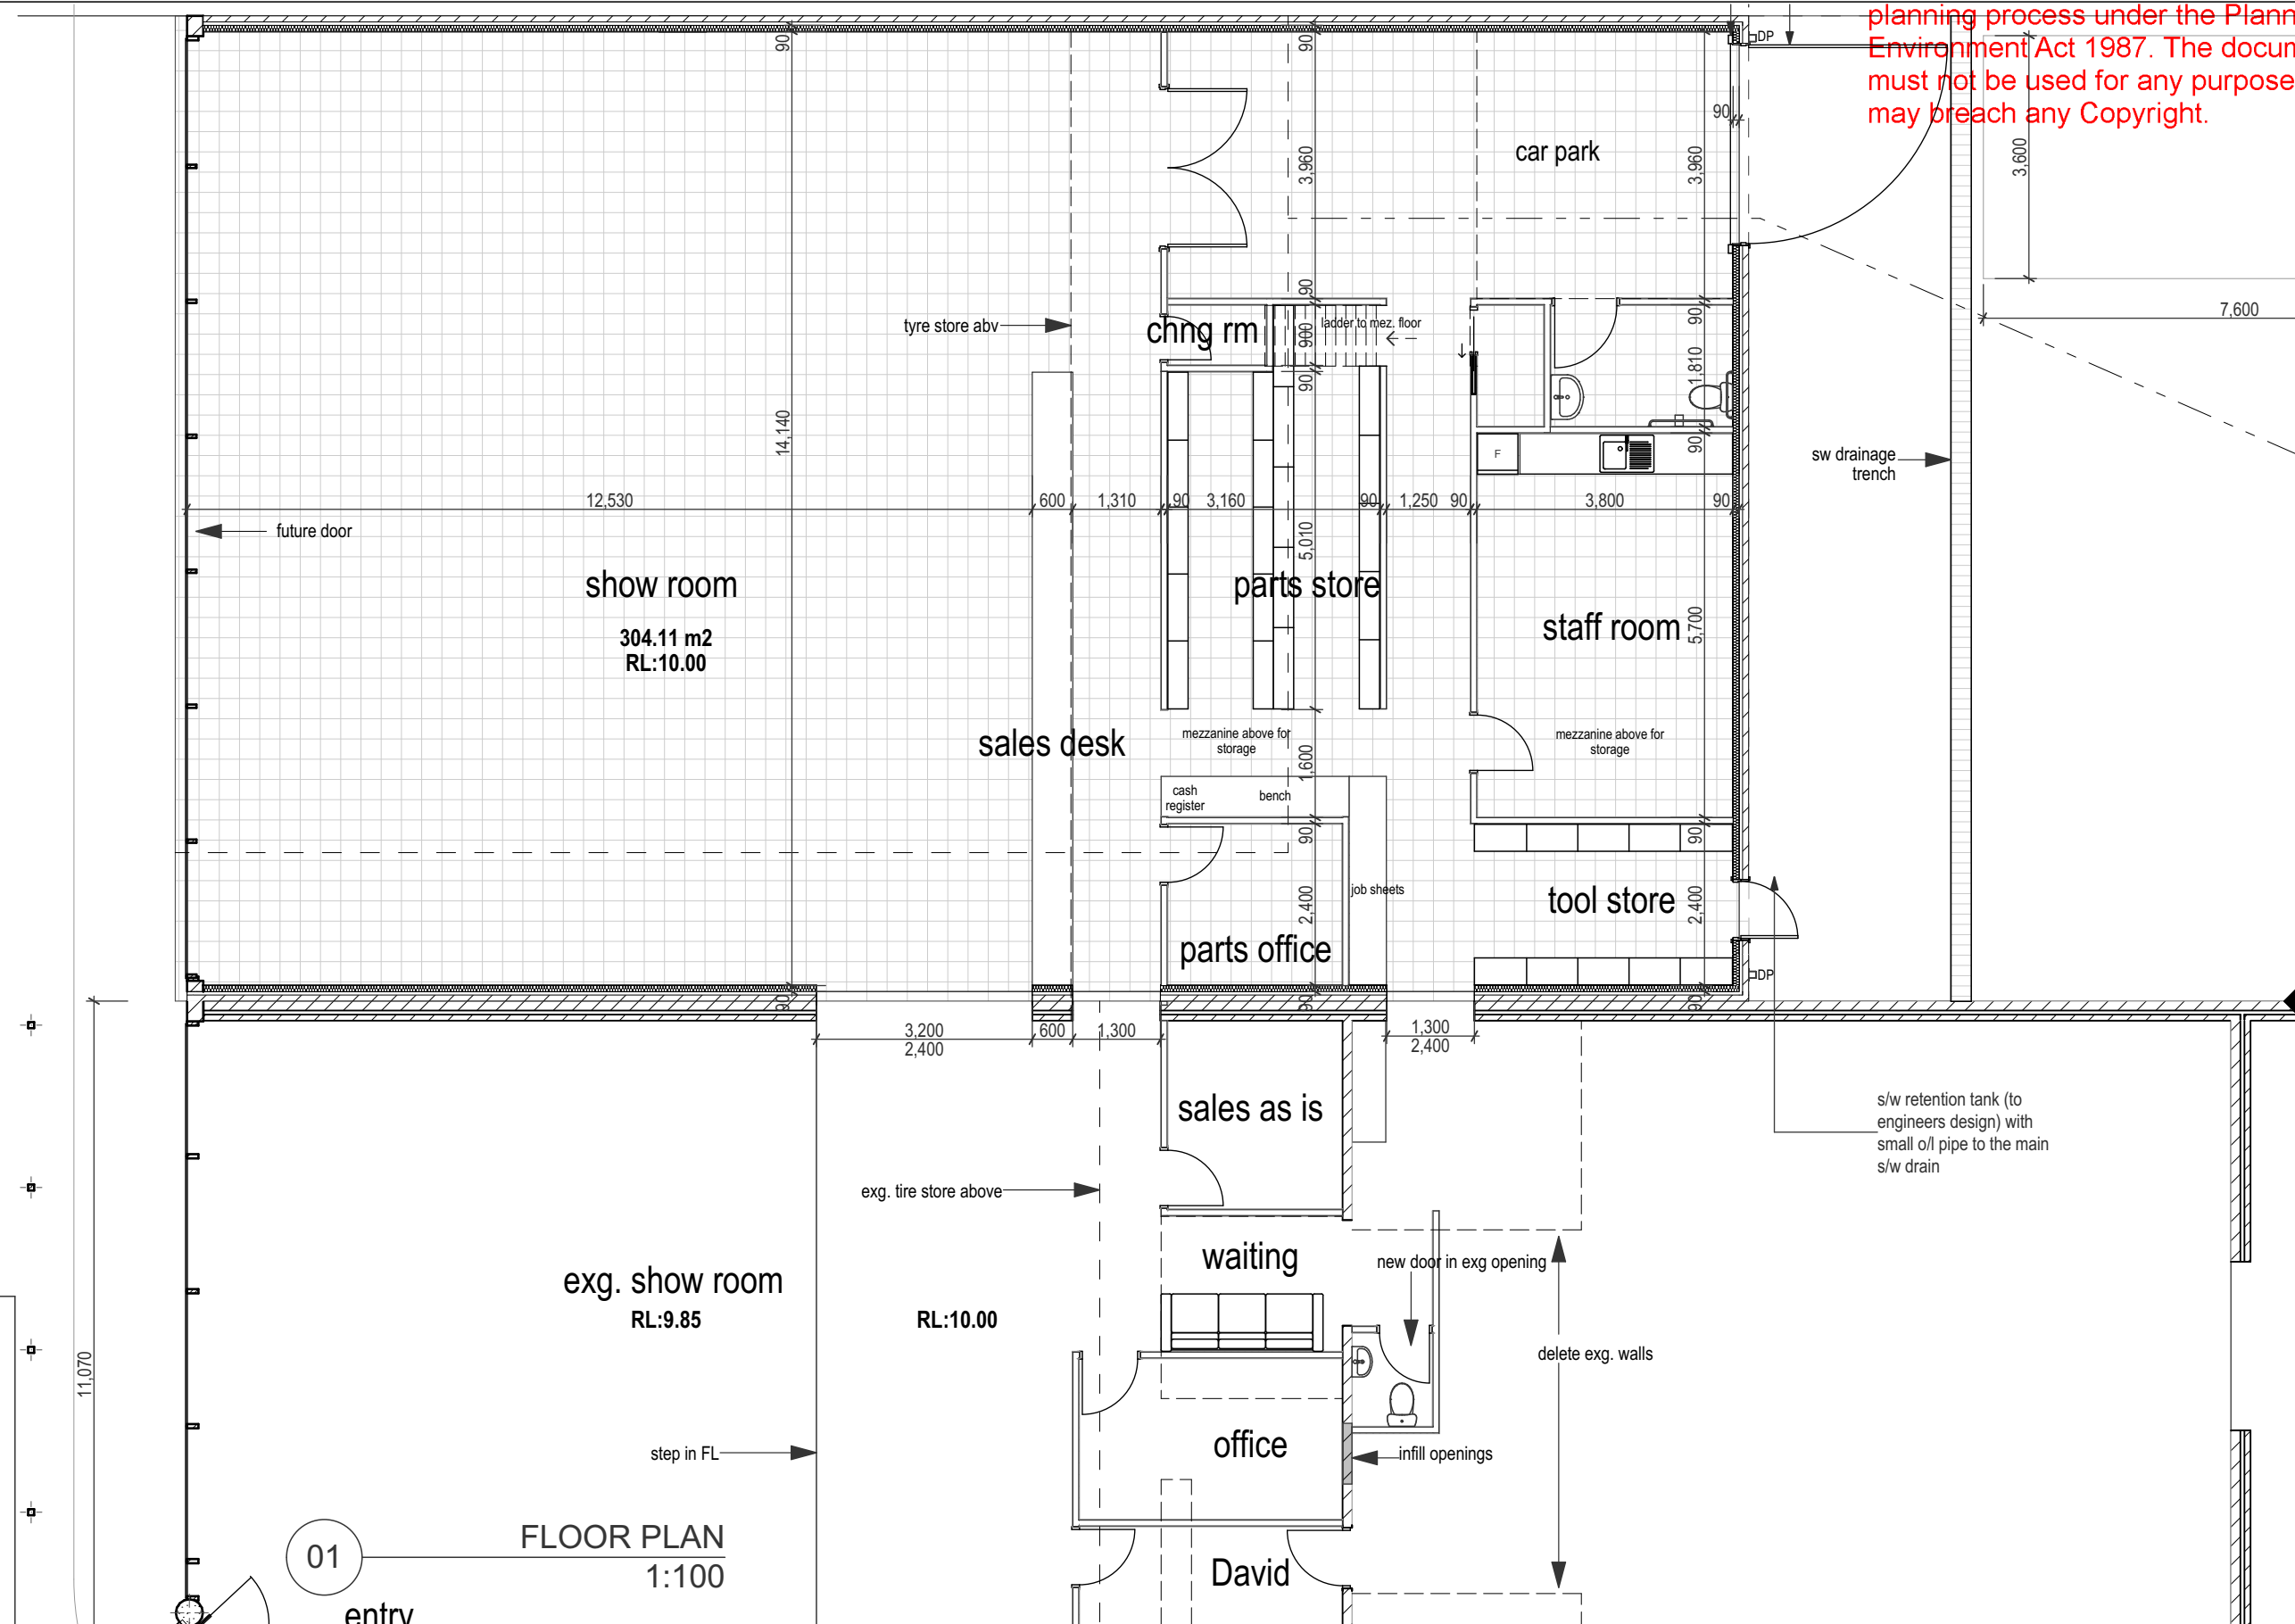 planning process under the Plann
Environment Act 1987. The docum
must not be used for any purpose
may breach any Copyright.
DP
90
90
90
3,600
car park
3,960
3,960
7,600
90
90
tyre store abv
chng rm
ladder to mez. floor
900
90
1,810
14,140
90
F
sw drainage
trench
12,530
600
1,310
90
3,160
90
1,250
90
3,800
90
future door
5,010
show room
parts store
304.11 m2
RL:10.00
staff room
5,700
sales desk
mezzanine above for
storage
mezzanine above for
storage
1,600
cash
register
bench
90
90
job sheets
tool store
2,400
2,400
parts office
DP
90
90
90
3,200
2,400
600
1,300
1,300
2,400
sales as is
s/w retention tank (to
engineers design) with
small o/l pipe to the main
s/w drain
exg. tire store above
waiting
new door in exg opening
exg. show room
RL:9.85
RL:10.00
delete exg. walls
11,070
office
step in FL
infill openings
01
FLOOR PLAN
1:100
David
entry